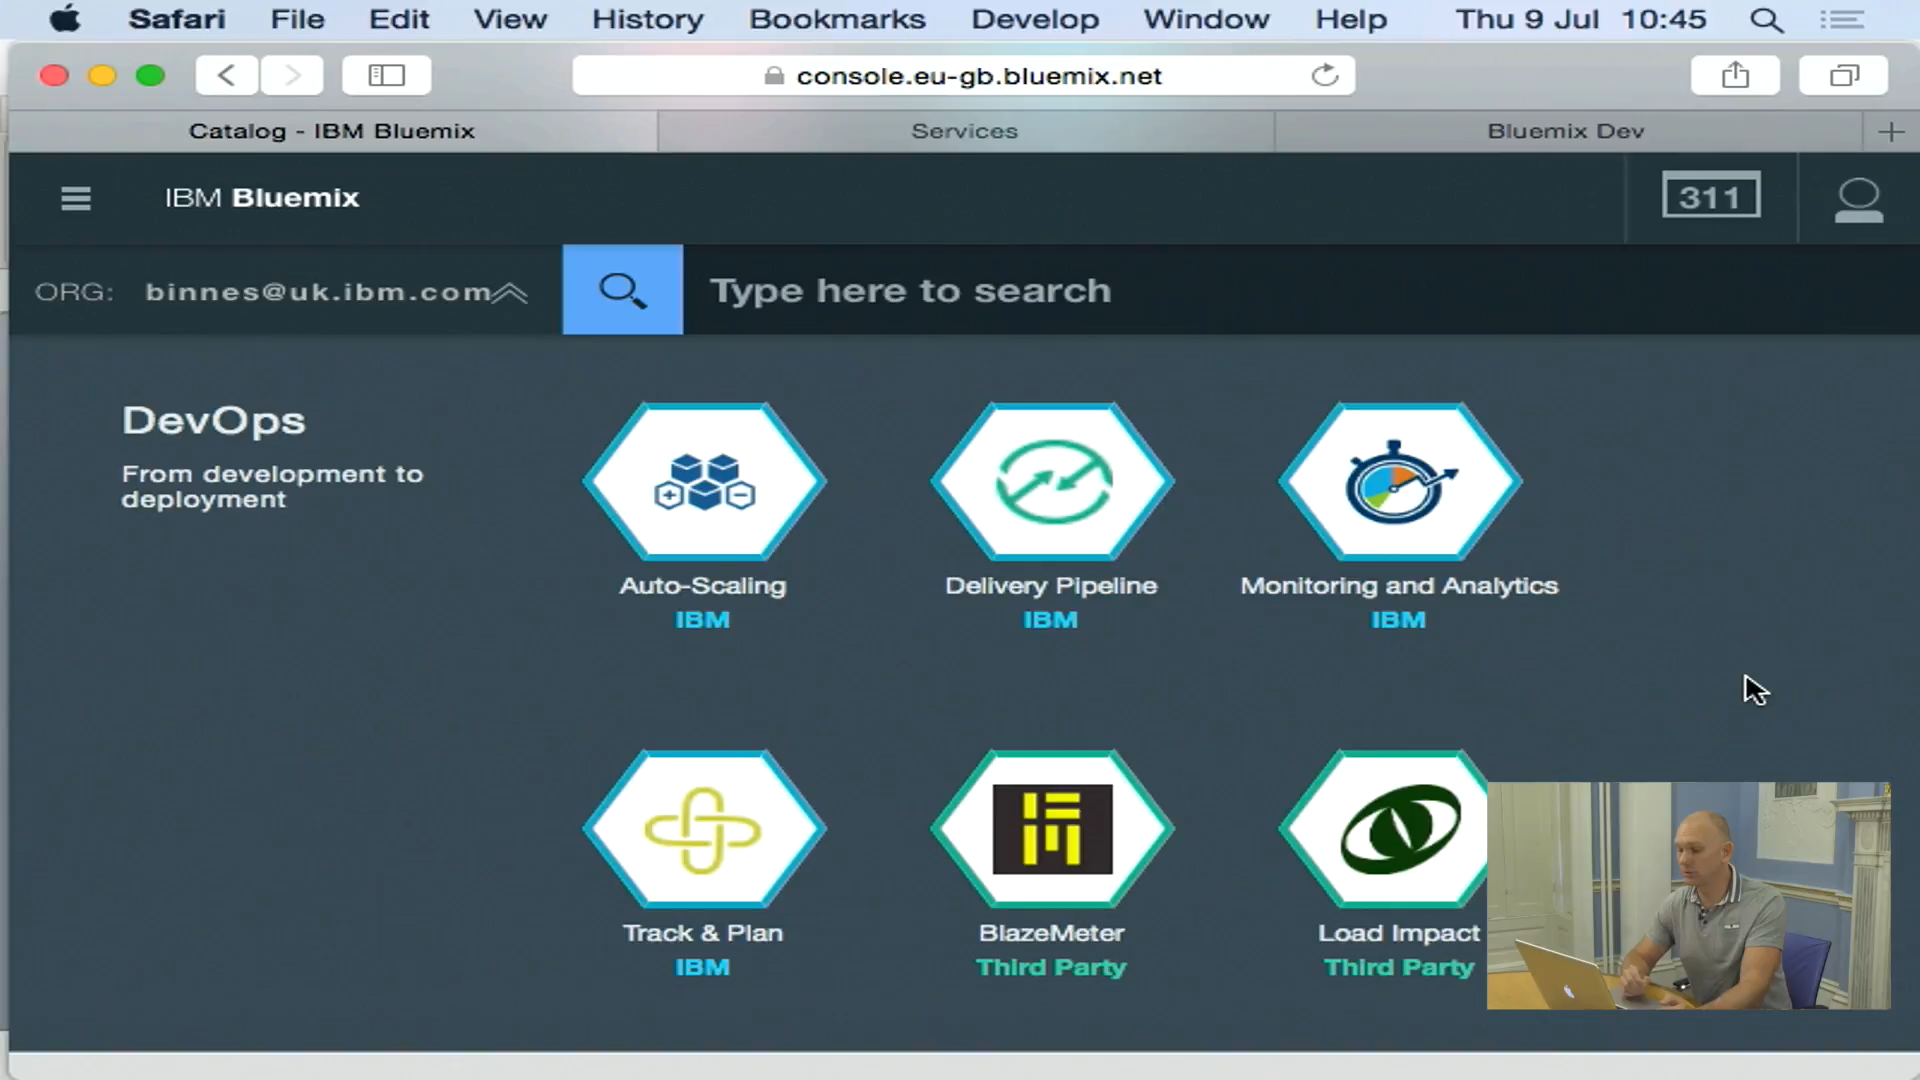 Safari File Edit View History Bookmarks Develop Window Help Thu 9 Jul 10:45
console.eu-gb.bluemix.net
Catalog - IBM Bluemix Services Bluemix Dev
IBM Bluemix 311
ORG: binnes@uk.ibm.com Type here to search
DevOps
From development to
deployment
Auto-Scaling Delivery Pipeline Monitoring and Analytics
IBM IBM IBM
Track & Plan BlazeMeter Load Impact
IBM Third Party Third Party